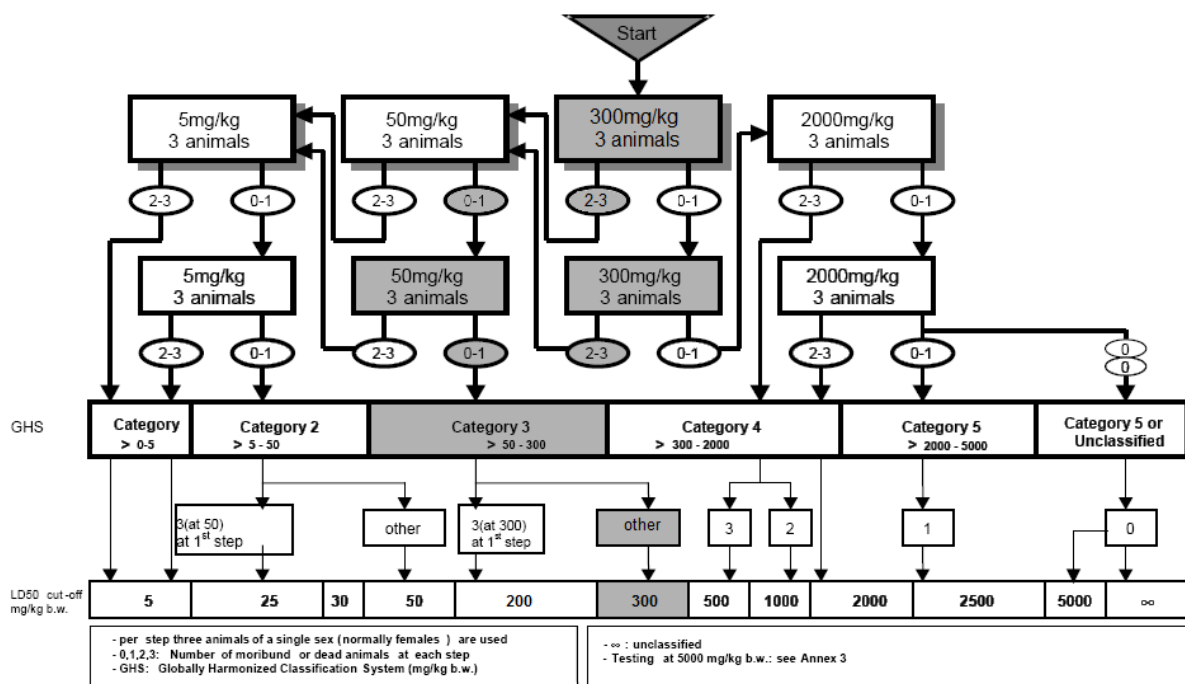 Start
5mg/kg
3 animals
50mg/kg
3 animals
300mg/kg
3 animals
2000mg/kg
3 animals
2-3
0-1
2-3
0-1
2-3
0-1
2-3
0-1
5mg/kg
3 animals
50mg/kg
3 animals
300mg/kg
3 animals
2000mg/kg
3 animals
2-3
0-1
2-3
0-1
2-3
0-1
2-3
0-1
0
0
GHS
Category
> 0-5
Category 2
> 5 - 50
Category 3
> 50 - 300
Category 4
> 300 - 2000
Category 5
> 2000 - 5000
Category 5 or
Unclassified
3(at 50)
at 1st step
other
3(at 300)
at 1st step
other
3
2
1
0
LD50 cut-off
mg/kg b.w.
5
25
30
50
200
300
500
1000
2000
2500
5000
∞
- per step three animals of a single sex ( normally females ) are used
- 0,1,2,3: Number of moribund or dead animals at each step
- GHS: Globally Harmonized Classification System (mg/kg b.w.)
- ∞ : unclassified
- Testing at 5000 mg/kg b.w.: see Annex 3